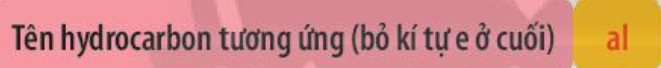 Tên hydrocarbon tương ứng (bỏ kí tự e ở cuối) al